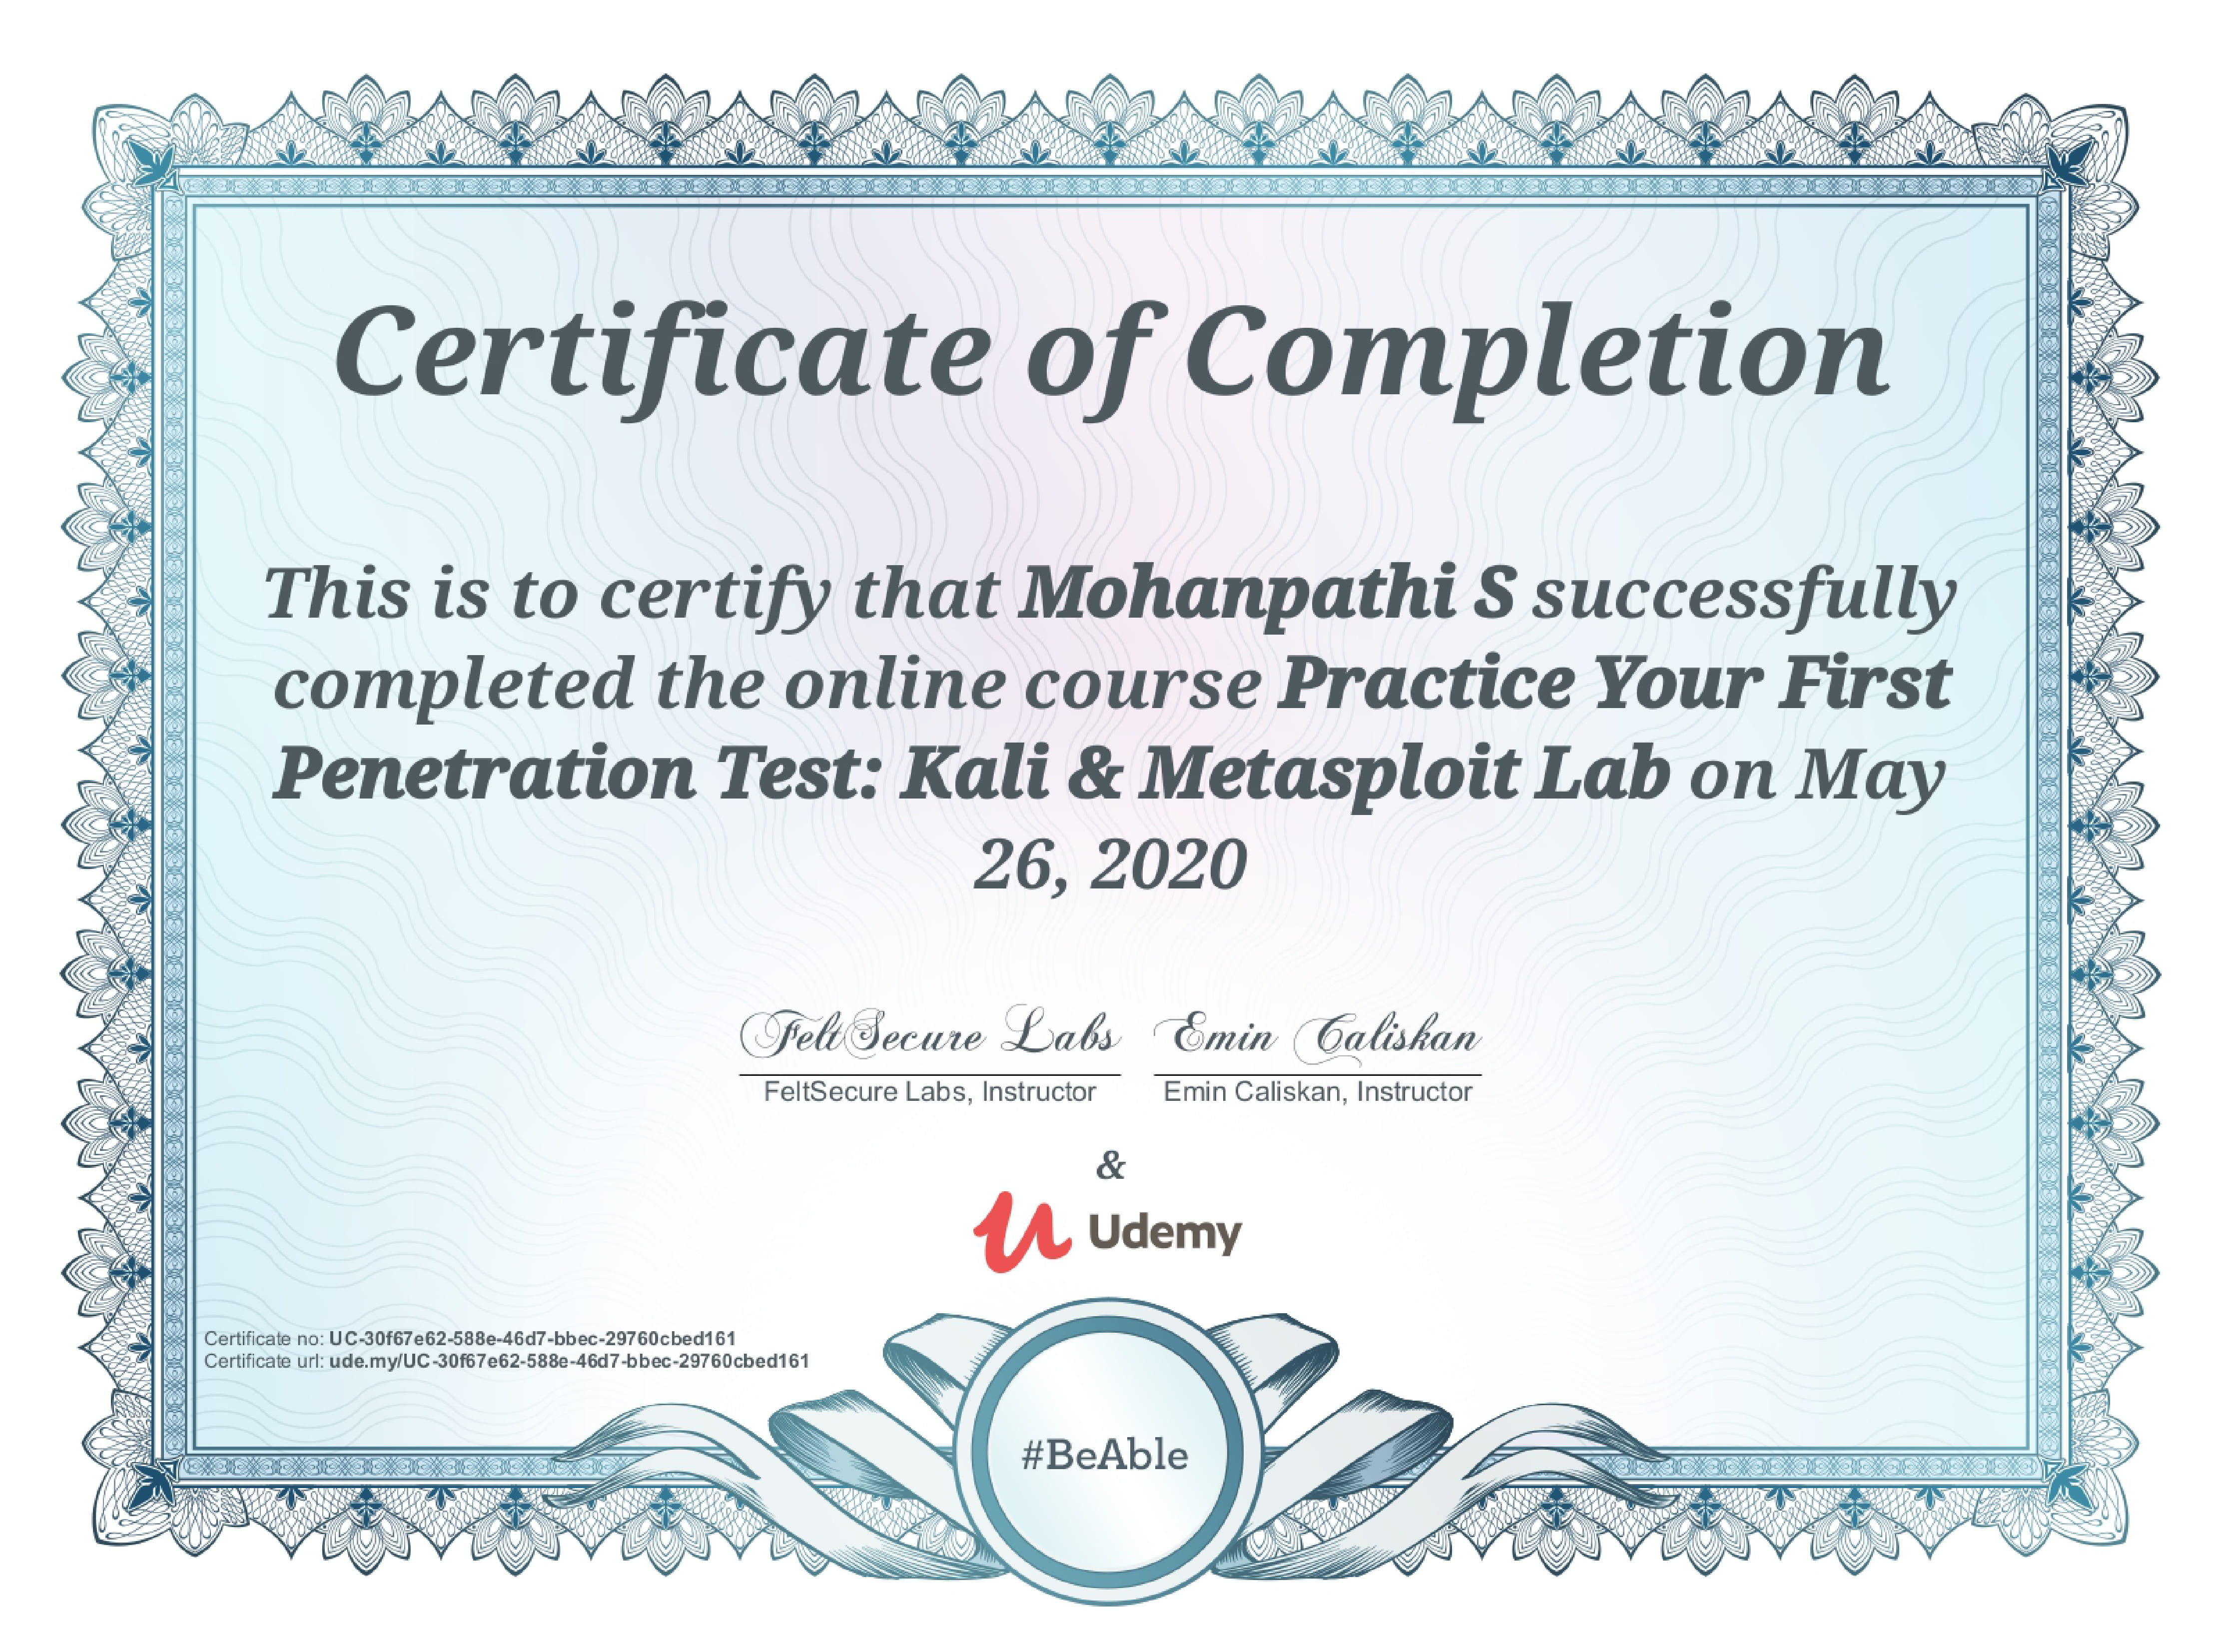 Certificate of Completion
This is to certify that Mohanpathi S successfully
completed the online course Practice Your First
Penetration Test: Kali & Metasploit Lab on May
26, 2020
FeltSecure Labs Emin Caliskan
FeltSecure Labs, Instructor Emin Caliskan, Instructor
&
Udemy
Certificate no: UC-30f67e62-588e-46d7-bbec-29760cbed161
Certificate url: ude.my/UC-30f67e62-588e-46d7-bbec-29760cbed161
#BeAble